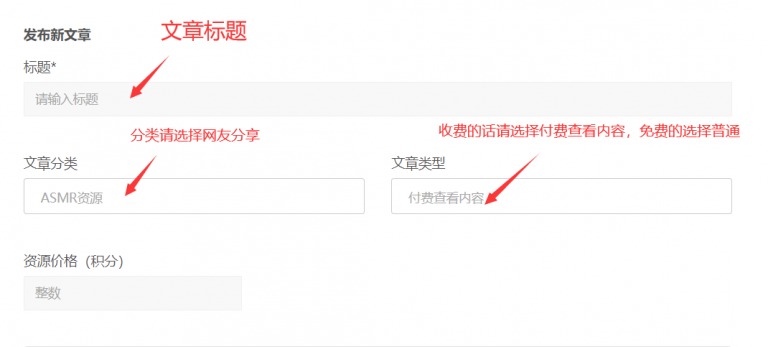 发布新文章
文章标题
标题*
请输入标题
分类请选择网友分享
收费的话请选择付费查看内容，免费的选择普通
文章分类
文章类型
ASMR资源
付费查看内容
资源价格（积分）
整数